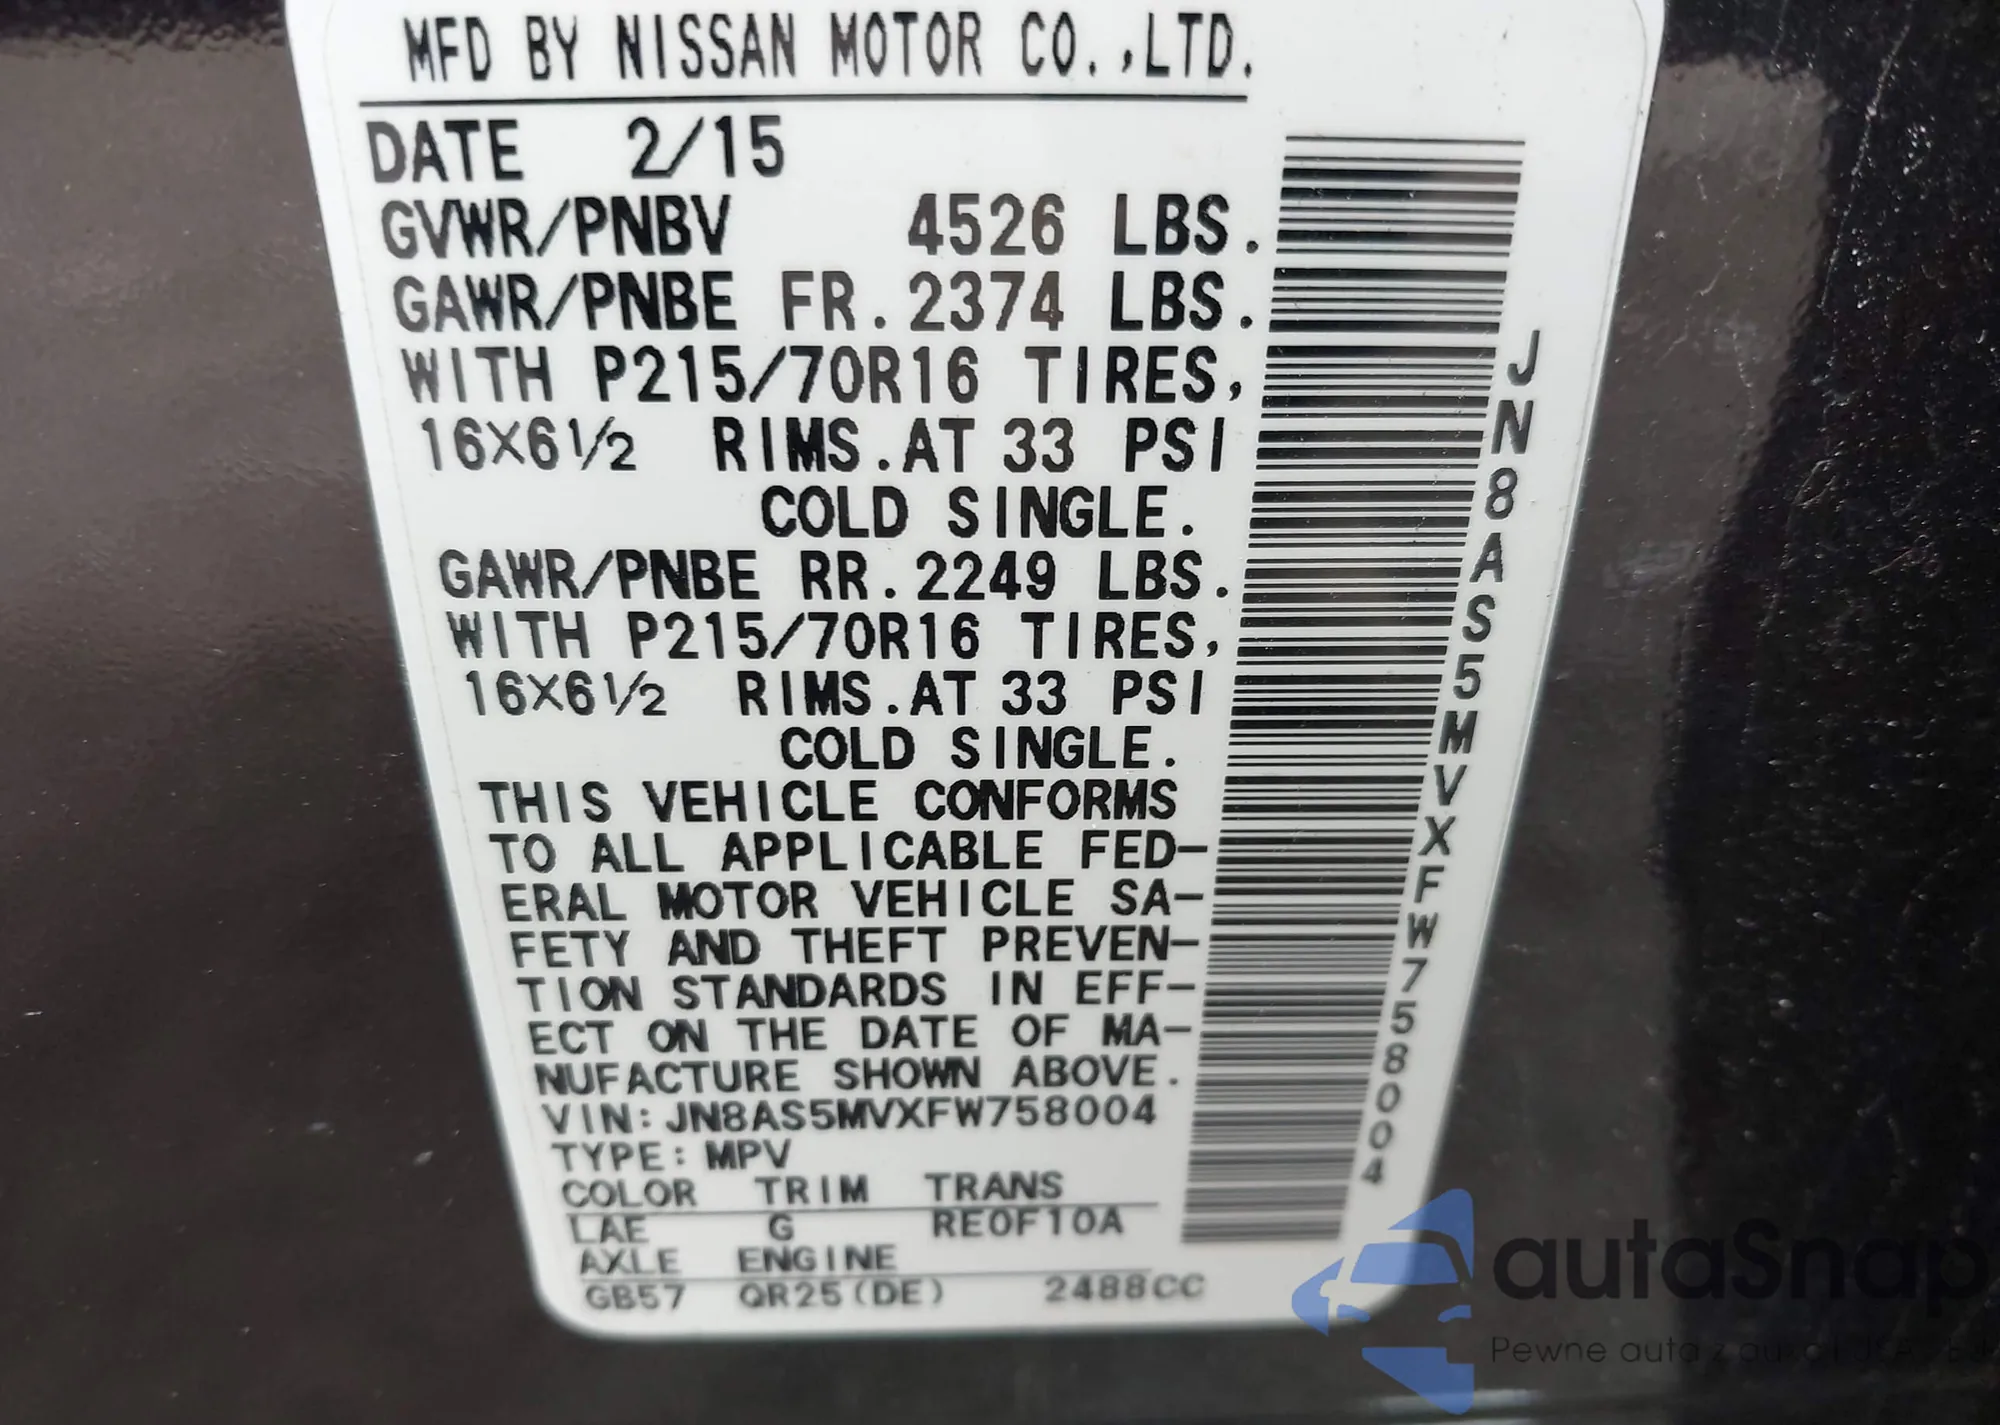 MFD BY NISSAN MOTOR CO.,LTD.
DATE 2/15
GVWR/PNBV 4526 LBS.
GAWR/PNBE FR.2374 LBS.
WITH P215/70R16 TIRES,
16X6½ RIMS.AT 33 PSI
COLD SINGLE.
GAWR/PNBE RR.2249 LBS.
WITH P215/70R16 TIRES,
16X6½ RIMS.AT 33 PSI
COLD SINGLE.
THIS VEHICLE CONFORMS
TO ALL APPLICABLE FED-
ERAL MOTOR VEHICLE SA-
FETY AND THEFT PREVEN-
TION STANDARDS IN EFF-
ECT ON THE DATE OF MA-
NUFACTURE SHOWN ABOVE.
VIN:JN8AS5MVXFW758004
TYPE:MPV
COLOR TRIM TRANS
LAE G RE0F10A
AXLE ENGINE
GB57 QR25(DE) 2488CC
JN8AS5MVXFW758004
autaSnap
Pewne auta z